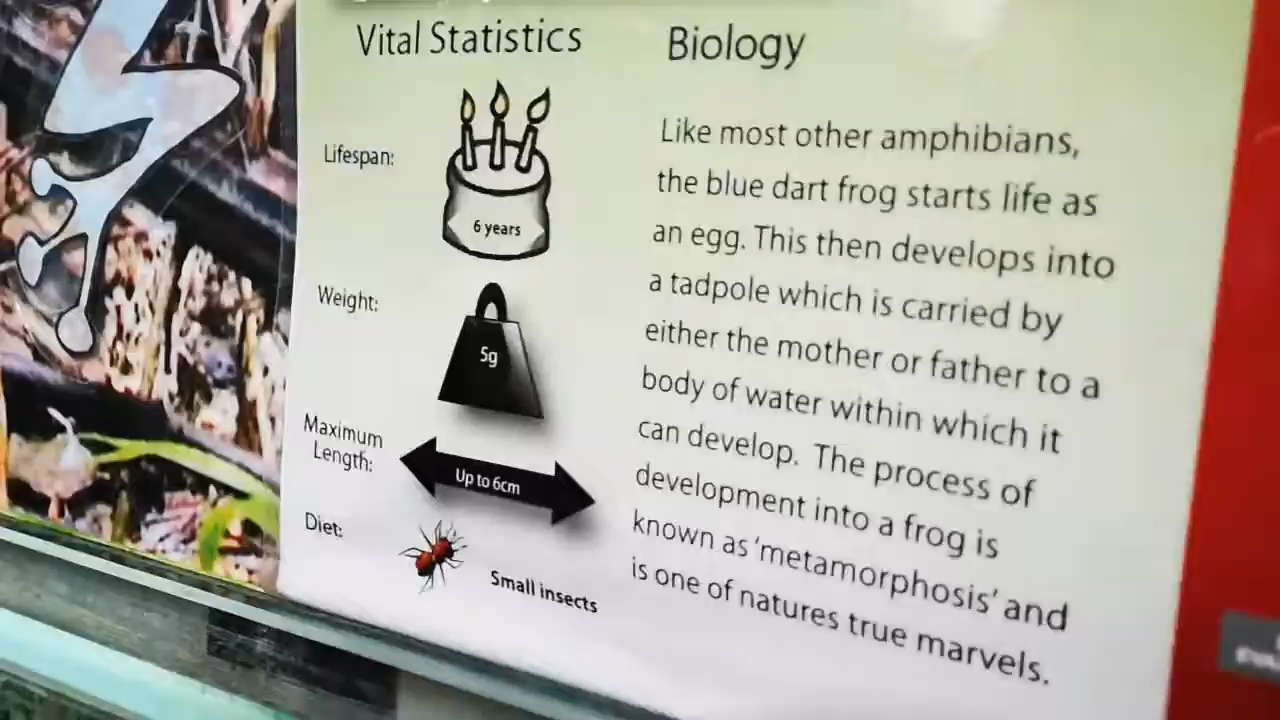 Vital Statistics
Lifespan:
6 years
Weight:
5g
Maximum
Length:
Up to 6cm
Diet:
Small insects
Biology
Like most other amphibians,
the blue dart frog starts life as
an egg. This then develops into
a tadpole which is carried by
either the mother or father to a
body of water within which it
can develop. The process of
development into a frog is
known as 'metamorphosis' and
is one of natures true marvels.